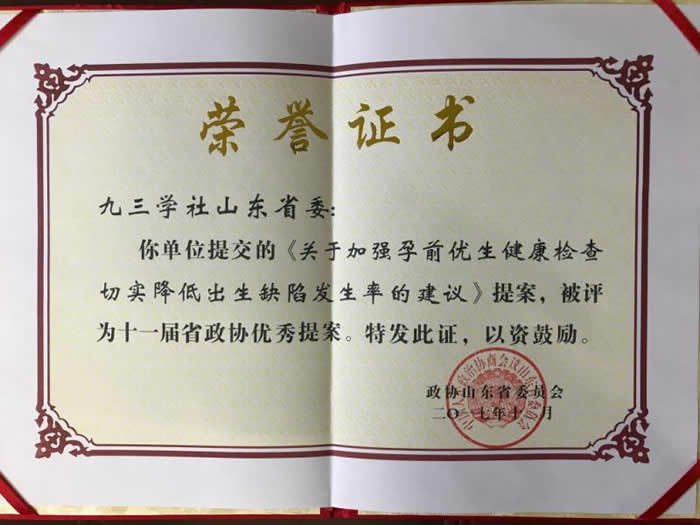 荣誉证书
九三学社山东省委:
你单位提交的《关于加强孕前优生健康检查
切实降低出生缺陷发生率的建议》提案，被评
为十一届省政协优秀提案。特发此证，以资鼓励。
政协山东省委员会
二〇一七年十月